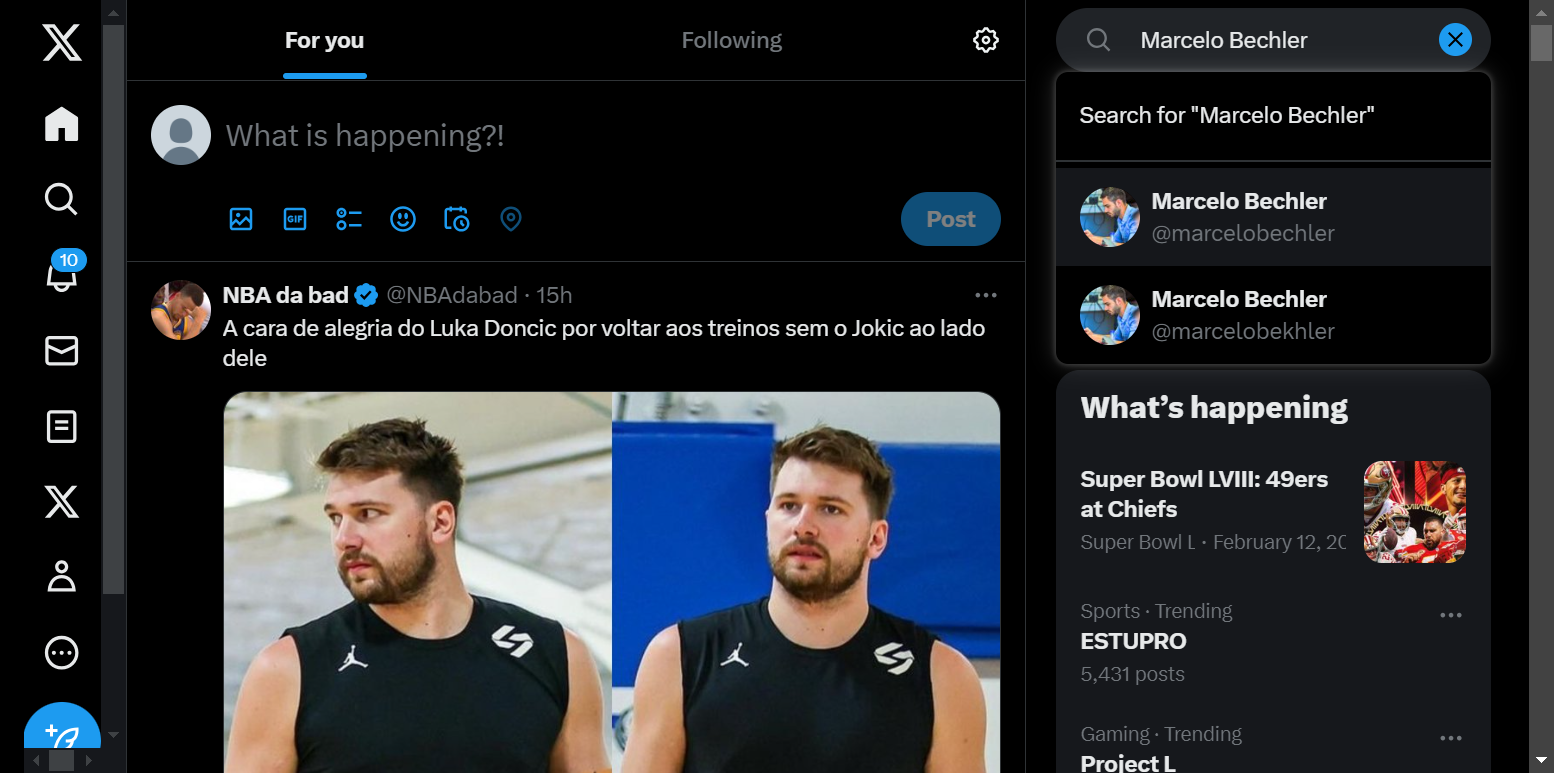 For you
Following
Marcelo Bechler
Search for "Marcelo Bechler"
What is happening?!
GIF
Post
Marcelo Bechler
@marcelobechler
10
Marcelo Bechler
@marcelobekhler
NBA da bad @NBAdabad · 15h
A cara de alegria do Luka Doncic por voltar aos treinos sem o Jokic ao lado
dele
What's happening
Super Bowl LVIII: 49ers
at Chiefs
Super Bowl L · February 12, 20
Sports · Trending
ESTUPRO
5,431 posts
Gaming · Trending
Project L